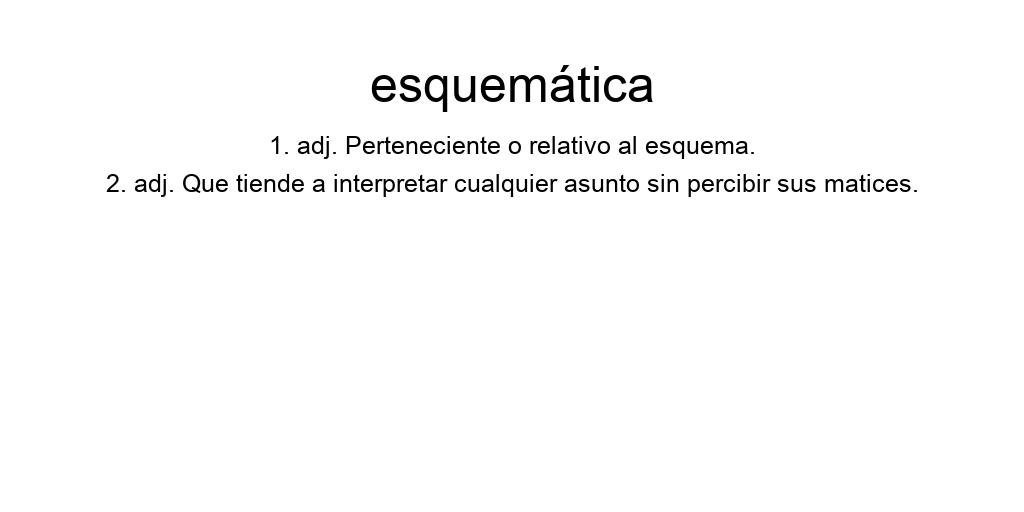 esquemática
1. adj. Perteneciente o relativo al esquema.
2. adj. Que tiende a interpretar cualquier asunto sin percibir sus matices.